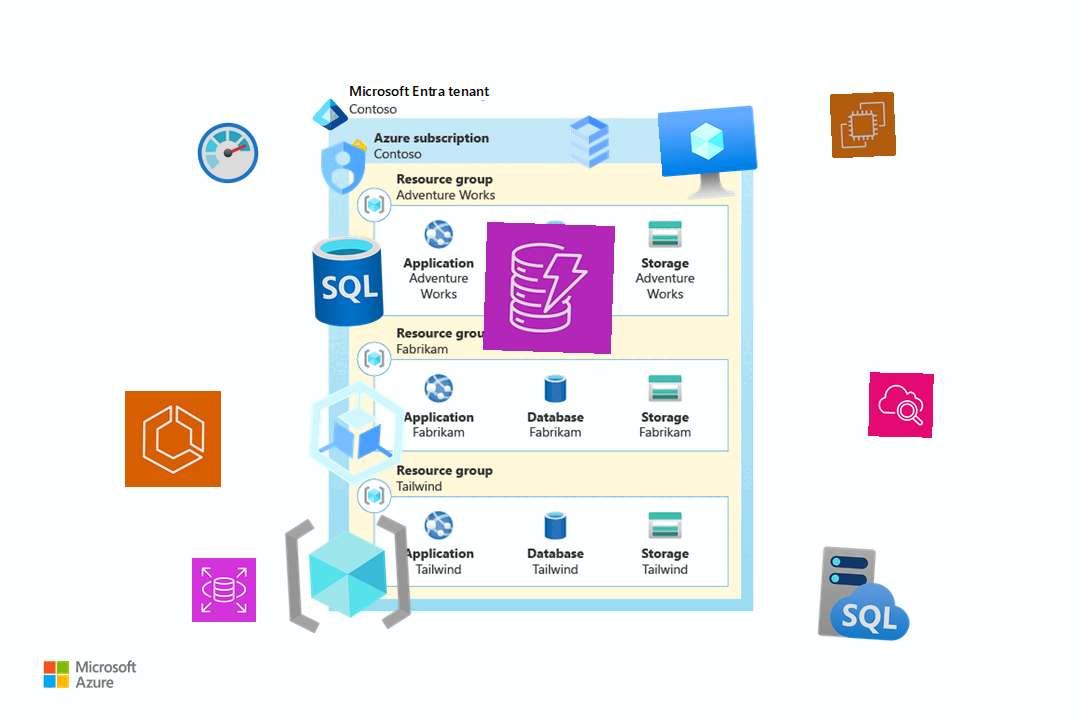 Microsoft Entra tenant
Contoso
Azure subscription
Contoso
Resource group
Adventure Works
Application
Adventure
Works
Storage
Adventure
Works
SQL
Resource grou
Fabrikam
Application
Fabrikam
Database
Fabrikam
Storage
Fabrikam
Resource group
Tailwind
Application
Tailwind
Database
Tailwind
Storage
Tailwind
SQL
Microsoft
Azure